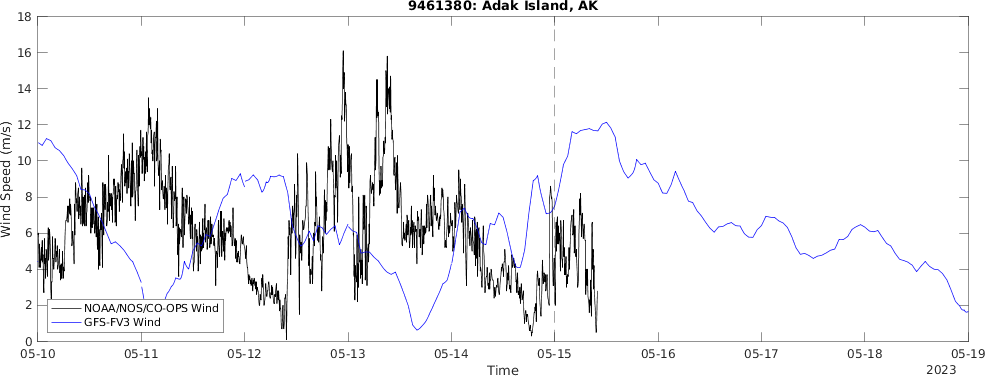 9461380: Adak Island, AK
Wind Speed (m/s)
18
16
14
12
10
8
6
4
2
0
NOAA/NOS/CO-OPS Wind
GFS-FV3 Wind
05-10 05-11 05-12 05-13 05-14 05-15 05-16 05-17 05-18 05-19
Time
2023